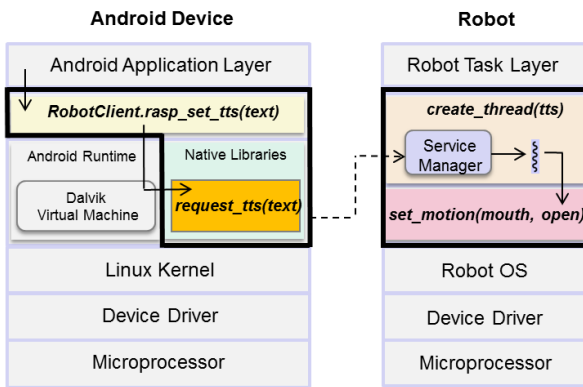 Android Device
Android Application Layer
RobotClient.rasp_set_tts(text)
Android Runtime
Dalvik
Virtual Machine
Native Libraries
request_tts(text)
Linux Kernel
Device Driver
Microprocessor
Robot
Robot Task Layer
create_thread(tts)
Service
Manager
set_motion(mouth, open)
Robot OS
Device Driver
Microprocessor